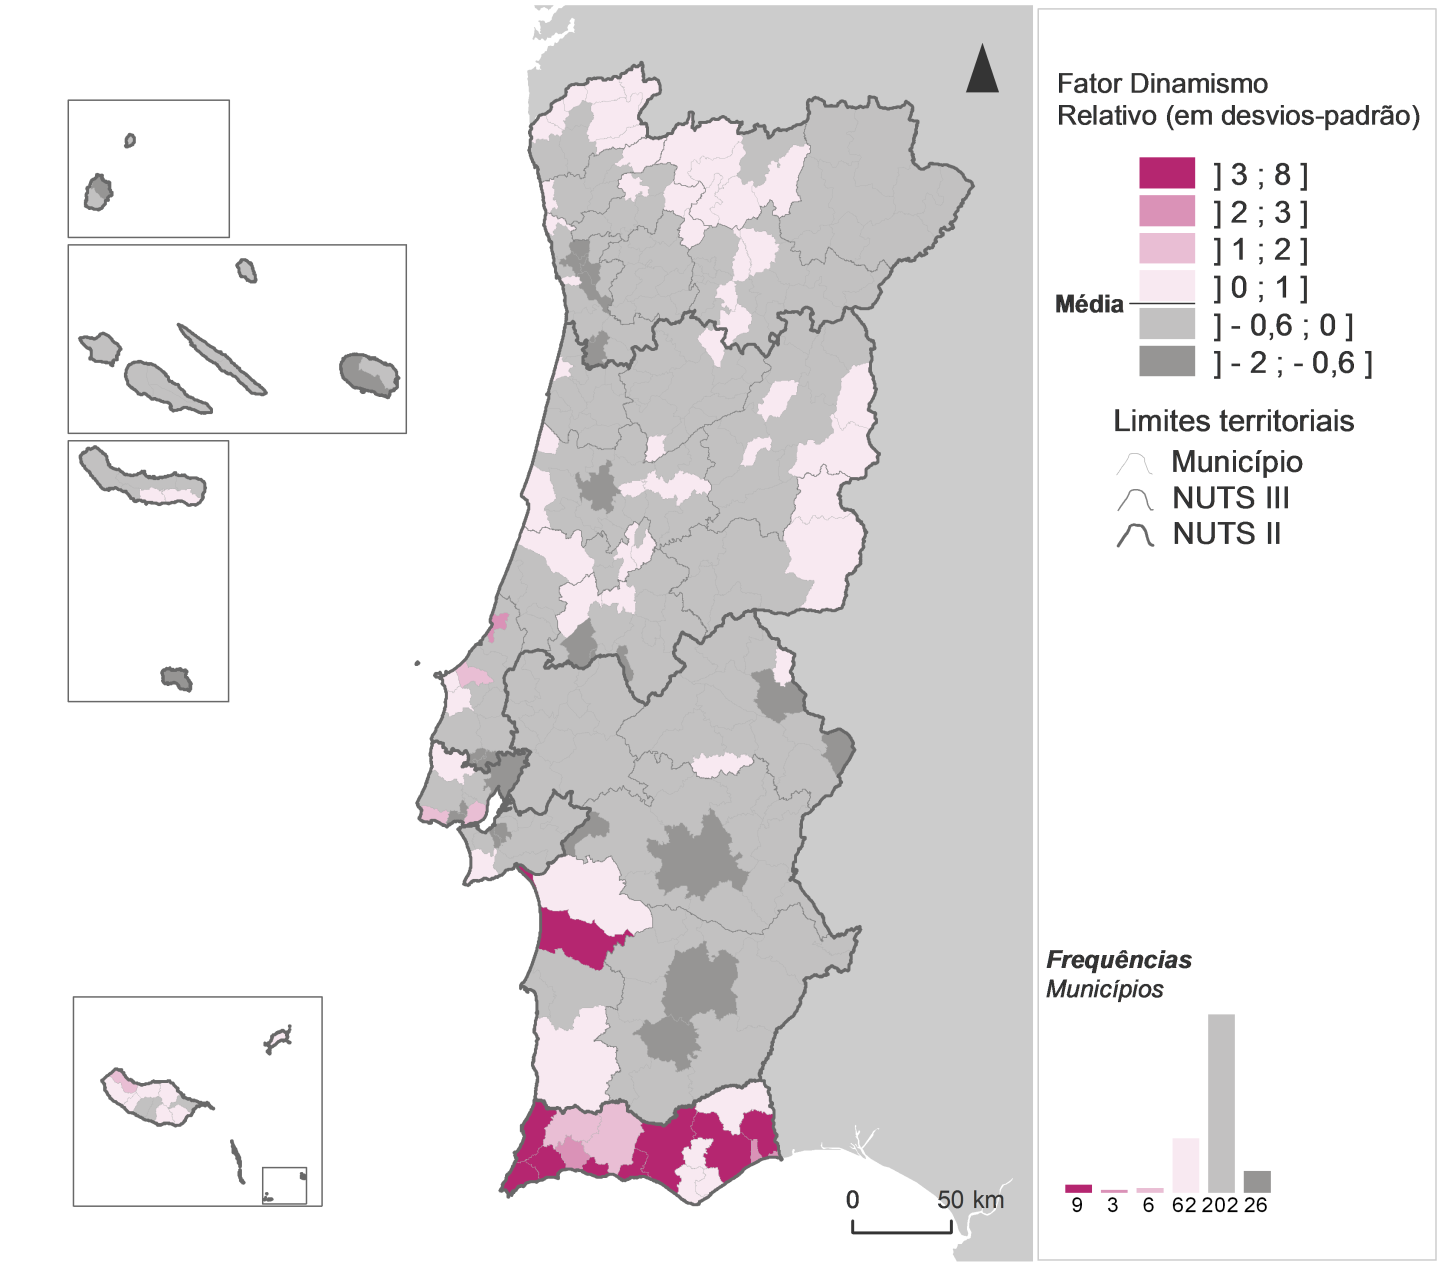 Fator Dinamismo
Relativo (em desvios-padrão)
] 3 ; 8 ]
] 2 ; 3 ]
] 1 ; 2 ]
] 0 ; 1 ]
Média
] - 0,6 ; 0 ]
] - 2 ; - 0,6 ]
Limites territoriais
Município
NUTS III
NUTS II
Frequências
Municípios
9 3 6 62 202 26
0 50 km